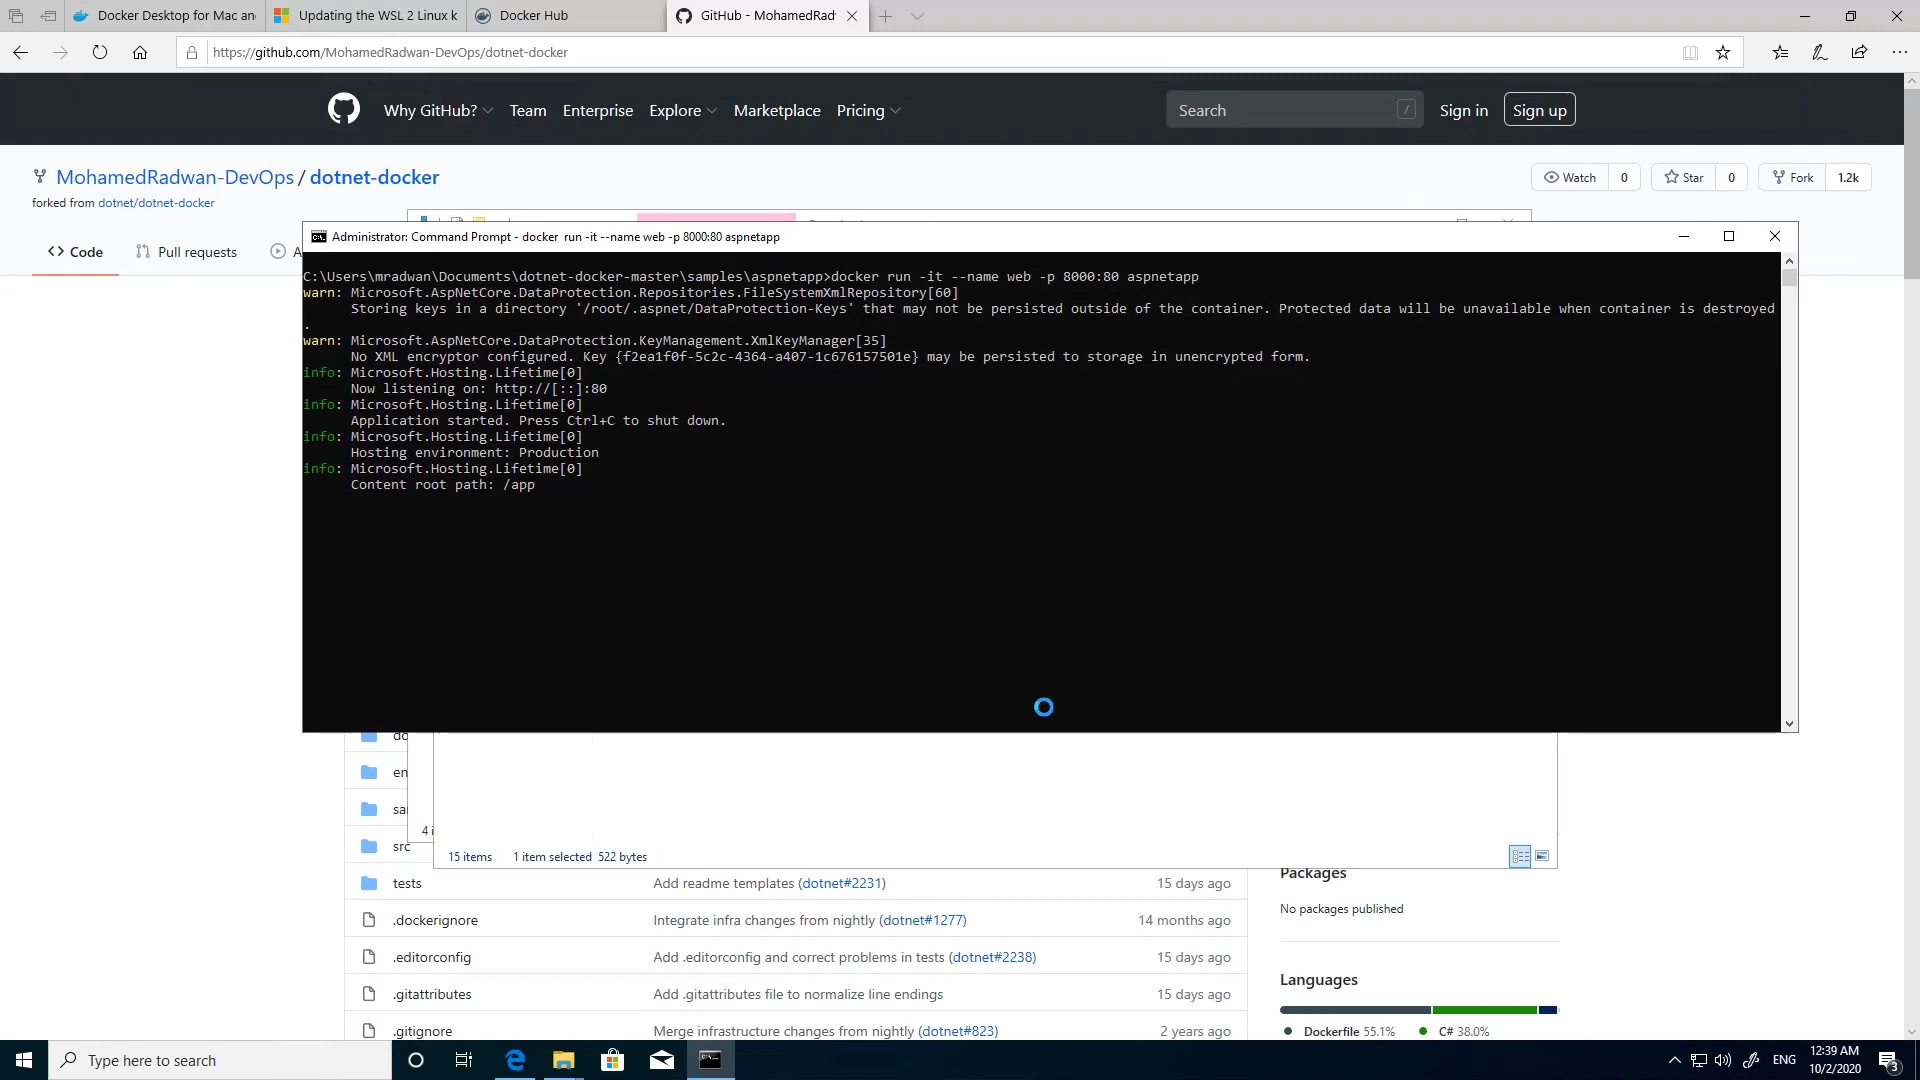 Docker Desktop for Mac an
Updating the WSL 2 Linux k
Docker Hub
GitHub - MohamedRadw
https://github.com/MohamedRadwan-DevOps/dotnet-docker
Why GitHub?
Team
Enterprise
Explore
Marketplace
Pricing
Search
/
Sign in
Sign up
MohamedRadwan-DevOps / dotnet-docker
Watch 0
Star 0
Fork 1.2k
forked from dotnet/dotnet-docker
Code
Pull requests
A
Administrator: Command Prompt - docker  run -it --name web -p 8000:80 aspnetapp
C:\Users\mradwan\Documents\dotnet-docker-master\samples\aspnetapp>docker run -it --name web -p 8000:80 aspnetapp
warn: Microsoft.AspNetCore.DataProtection.Repositories.FileSystemXmlRepository[60]
Storing keys in a directory '/root/.aspnet/DataProtection-Keys' that may not be persisted outside of the container. Protected data will be unavailable when container is destroyed
.
warn: Microsoft.AspNetCore.DataProtection.KeyManagement.XmlKeyManager[35]
No XML encryptor configured. Key {f2ea1f0f-5c2c-4364-a407-1c676157501e} may be persisted to storage in unencrypted form.
info: Microsoft.Hosting.Lifetime[0]
Now listening on: http://[::]:80
info: Microsoft.Hosting.Lifetime[0]
Application started. Press Ctrl+C to shut down.
info: Microsoft.Hosting.Lifetime[0]
Hosting environment: Production
info: Microsoft.Hosting.Lifetime[0]
Content root path: /app
do
en
sa
4 i
src
15 items
1 item selected  522 bytes
tests
Add readme templates (dotnet#2231)
15 days ago
.dockerignore
Integrate infra changes from nightly (dotnet#1277)
14 months ago
.editorconfig
Add .editorconfig and correct problems in tests (dotnet#2238)
15 days ago
.gitattributes
Add .gitattributes file to normalize line endings
15 days ago
.gitignore
Merge infrastructure changes from nightly (dotnet#823)
2 years ago
Packages
No packages published
Languages
Dockerfile 55.1%
C# 38.0%
Type here to search
ENG
12:39 AM
10/2/2020
3